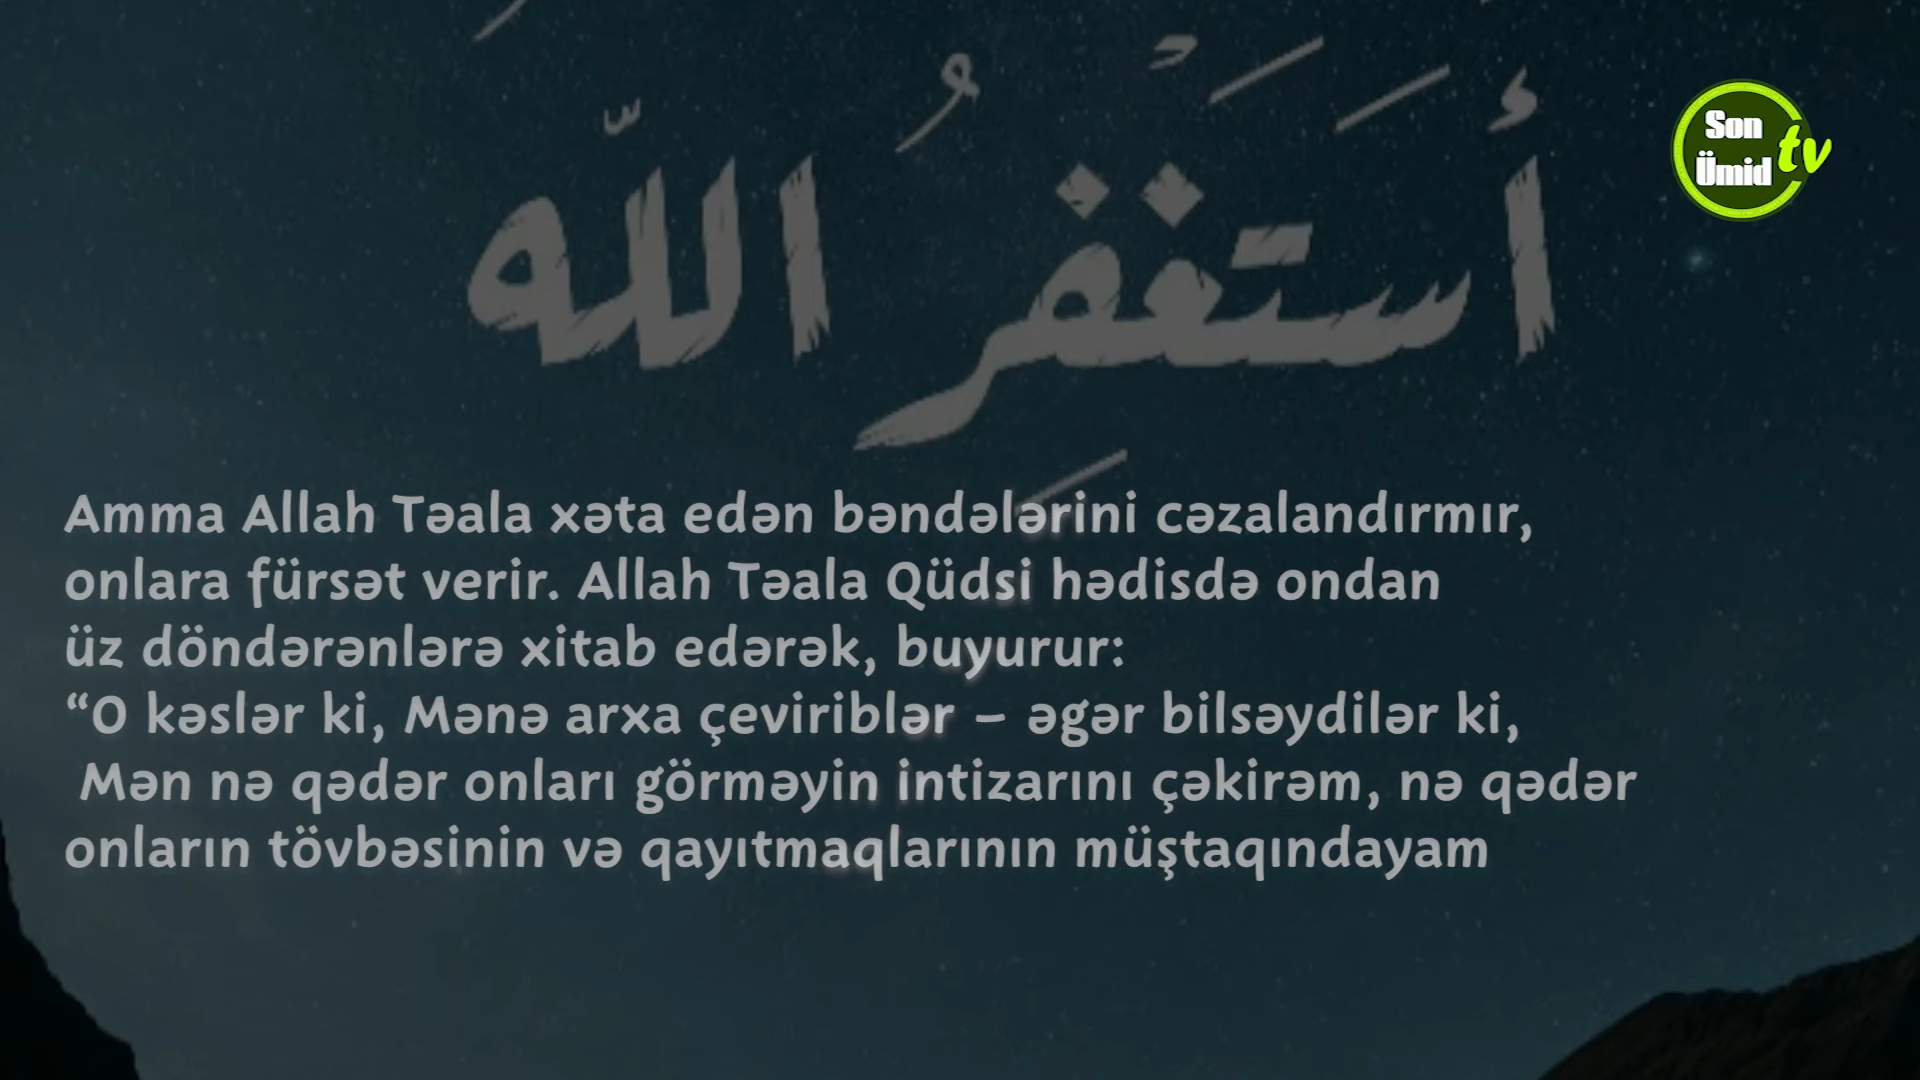 أَسْتَغْفِرُ اللّٰهَ
Son
Ümid tv
Amma Allah Təala xəta edən bəndələrini cəzalandırmır,
onlara fürsət verir. Allah Təala Qüdsi hədisdə ondan
üz döndərənlərə xitab edərək, buyurur:
“O kəslər ki, Mənə arxa çeviriblər – əgər bilsəydilər ki,
Mən nə qədər onları görməyin intizarını çəkirəm, nə qədər
onların tövbəsinin və qayıtmaqlarının müştaqındayam